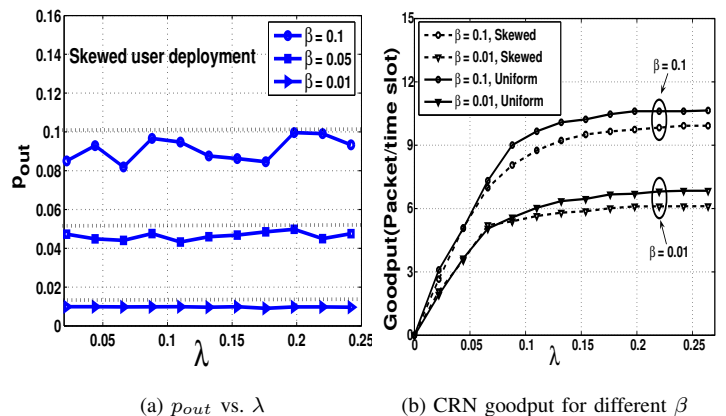 Skewed user deployment
β = 0.1
β = 0.05
β = 0.01
0.16
0.14
0.12
0.1
0.08
0.06
0.04
0.02
0
p_out
0.05
0.1
0.15
0.2
0.25
λ
(a) p_out vs. λ
β = 0.1, Skewed
β = 0.01, Skewed
β = 0.1, Uniform
β = 0.01, Uniform
β = 0.1
β = 0.01
15
12
9
6
3
0
Goodput(Packet/time slot)
0
0.05
0.1
0.15
0.2
0.25
λ
(b) CRN goodput for different β